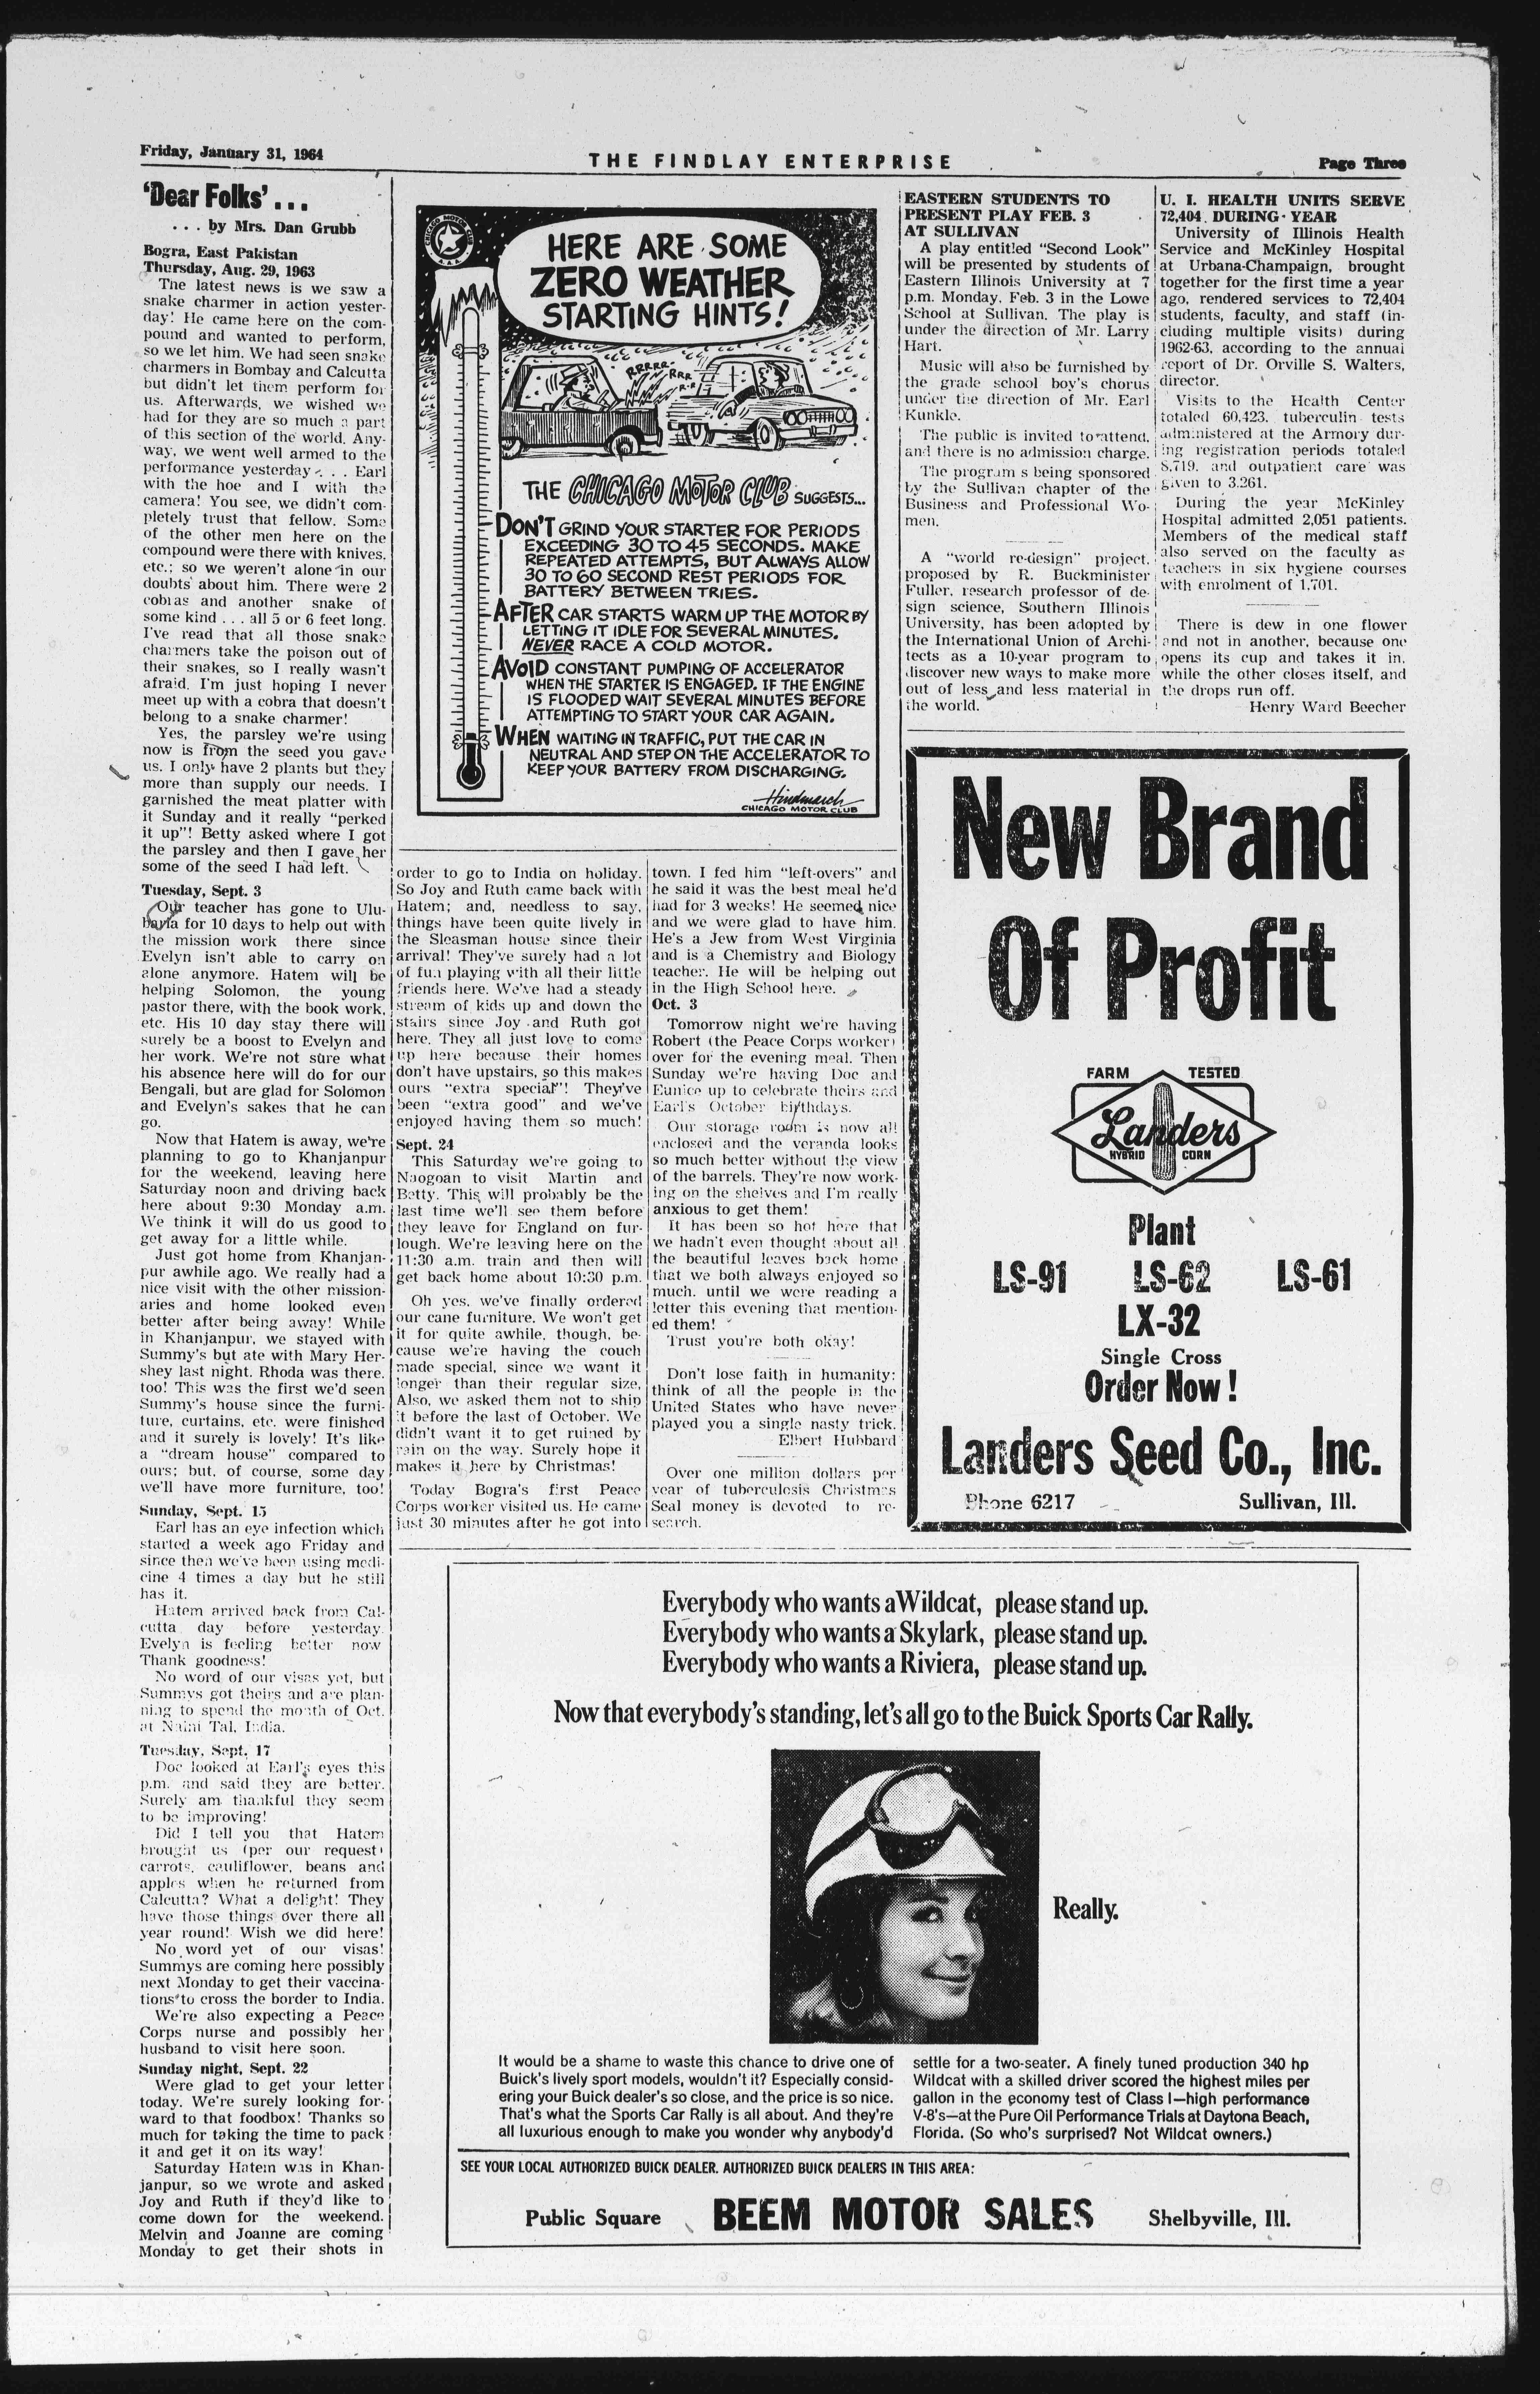 Friday, January 31, 1964
THE FINDLAY ENTERPRISE
Page Three
'Dear Folks' . . .
. . . by Mrs. Dan Grubb
Bogra, East Pakistan
Thursday, Aug. 29, 1963
The latest news is we saw a
snake charmer in action yester-
day! He came here on the com-
pound and wanted to perform,
so we let him. We had seen snake
charmers in Bombay and Calcutta
but didn't let them perform for
us. Afterwards, we wished we
had for they are so much a part
of this section of the world. Any-
way, we went well armed to the
performance yesterday . . . Earl
with the hoe and I with the
camera! You see, we didn't com-
pletely trust that fellow. Some
of the other men here on the
compound were there with knives,
etc.; so we weren't alone in our
doubts about him. There were 2
cobras and another snake of
some kind . . . all 5 or 6 feet long.
I've read that all those snake
charmers take the poison out of
their snakes, so I really wasn't
afraid. I'm just hoping I never
meet up with a cobra that doesn't
belong to a snake charmer!
Yes, the parsley we're using
now is from the seed you gave
us. I only have 2 plants but they
more than supply our needs. I
garnished the meat platter with
it Sunday and it really "perked
it up"! Betty asked where I got
the parsley and then I gave her
some of the seed I had left.
Tuesday, Sept. 3
Our teacher has gone to Ulu-
baria for 10 days to help out with
the mission work there since
Evelyn isn't able to carry on
alone anymore. Hatem will be
helping Solomon, the young
pastor there, with the book work,
etc. His 10 day stay there will
surely be a boost to Evelyn and
her work. We're not sure what
his absence here will do for our
Bengali, but are glad for Solomon
and Evelyn's sakes that he can
go.
Now that Hatem is away, we're
planning to go to Khanjanpur
for the weekend, leaving here
Saturday noon and driving back
here about 9:30 Monday a.m.
We think it will do us good to
get away for a little while.
Just got home from Khanjan-
pur awhile ago. We really had a
nice visit with the other mission-
aries and home looked even
better after being away! While
in Khanjanpur, we stayed with
Summy's but ate with Mary Her-
shey last night. Rhoda was there,
too! This was the first we'd seen
Summy's house since the furni-
ture, curtains, etc. were finished
and it surely is lovely! It's like
a "dream house" compared to
ours; but, of course, some day
we'll have more furniture, too!
Sunday, Sept. 15
Earl has an eye infection which
started a week ago Friday and
since then we've been using medi-
cine 4 times a day but he still
has it.
Hatem arrived back from Cal-
cutta day before yesterday.
Evelyn is feeling better now
Thank goodness!
No word of our visas yet, but
Summys got theirs and are plan-
ning to spend the month of Oct.
at Naini Tal, India.
Tuesday, Sept. 17
Doc looked at Earl's eyes this
p.m. and said they are better.
Surely am thankful they seem
to be improving!
Did I tell you that Hatem
brought us (per our request)
carrots, cauliflower, beans and
apples when he returned from
Calcutta? What a delight! They
have those things over there all
year round! Wish we did here!
No word yet of our visas!
Summys are coming here possibly
next Monday to get their vaccina-
tions to cross the border to India.
We're also expecting a Peace
Corps nurse and possibly her
husband to visit here soon.
Sunday night, Sept. 22
Were glad to get your letter
today. We're surely looking for-
ward to that foodbox! Thanks so
much for taking the time to pack
it and get it on its way!
Saturday Hatem was in Khan-
janpur, so we wrote and asked
Joy and Ruth if they'd like to
come down for the weekend.
Melvin and Joanne are coming
Monday to get their shots in
CHICAGO MOTOR CLUB
A.A.A.
HERE ARE SOME
ZERO WEATHER
STARTING HINTS!
RRRRR
RRR
R-R
THE CHICAGO MOTOR CLUB SUGGESTS...
DON'T GRIND YOUR STARTER FOR PERIODS
EXCEEDING 30 TO 45 SECONDS. MAKE
REPEATED ATTEMPTS, BUT ALWAYS ALLOW
30 TO 60 SECOND REST PERIODS FOR
BATTERY BETWEEN TRIES.
AFTER CAR STARTS WARM UP THE MOTOR BY
LETTING IT IDLE FOR SEVERAL MINUTES.
NEVER RACE A COLD MOTOR.
AVOID CONSTANT PUMPING OF ACCELERATOR
WHEN THE STARTER IS ENGAGED. IF THE ENGINE
IS FLOODED WAIT SEVERAL MINUTES BEFORE
ATTEMPTING TO START YOUR CAR AGAIN.
WHEN WAITING IN TRAFFIC, PUT THE CAR IN
NEUTRAL AND STEP ON THE ACCELERATOR TO
KEEP YOUR BATTERY FROM DISCHARGING.
Hindmarch
CHICAGO MOTOR CLUB
order to go to India on holiday.
So Joy and Ruth came back with
Hatem; and, needless to say,
things have been quite lively in
the Sleasman house since their
arrival! They've surely had a lot
of fun playing with all their little
friends here. We've had a steady
stream of kids up and down the
stairs since Joy and Ruth got
here. They all just love to come
up here because their homes
don't have upstairs, so this makes
ours "extra special"! They've
been "extra good" and we've
enjoyed having them so much!
Sept. 24
This Saturday we're going to
Naogoan to visit Martin and
Betty. This will probably be the
last time we'll see them before
they leave for England on fur-
lough. We're leaving here on the
11:30 a.m. train and then will
get back home about 10:30 p.m.
Oh yes, we've finally ordered
our cane furniture. We won't get
it for quite awhile, though, be-
cause we're having the couch
made special, since we want it
longer than their regular size.
Also, we asked them not to ship
it before the last of October. We
didn't want it to get ruined by
rain on the way. Surely hope it
makes it here by Christmas!
Today Bogra's first Peace
Corps worker visited us. He came
just 30 minutes after he got into
town. I fed him "left-overs" and
he said it was the best meal he'd
had for 3 weeks! He seemed nice
and we were glad to have him.
He's a Jew from West Virginia
and is a Chemistry and Biology
teacher. He will be helping out
in the High School here.
Oct. 3
Tomorrow night we're having
Robert (the Peace Corps worker)
over for the evening meal. Then
Sunday we're having Doc and
Eunice up to celebrate theirs and
Earl's October birthdays.
Our storage room is now all
enclosed and the veranda looks
so much better without the view
of the barrels. They're now work-
ing on the shelves and I'm really
anxious to get them!
It has been so hot here that
we hadn't even thought about all
the beautiful leaves back home
that we both always enjoyed so
much, until we were reading a
letter this evening that mention-
ed them!
Trust you're both okay!
Don't lose faith in humanity:
think of all the people in the
United States who have never
played you a single nasty trick.
Elbert Hubbard
Over one million dollars per
year of tuberculosis Christmas
Seal money is devoted to re-
search.
EASTERN STUDENTS TO
PRESENT PLAY FEB. 3
AT SULLIVAN
A play entitled "Second Look"
will be presented by students of
Eastern Illinois University at 7
p.m. Monday, Feb. 3 in the Lowe
School at Sullivan. The play is
under the direction of Mr. Larry
Hart.
Music will also be furnished by
the grade school boy's chorus
under the direction of Mr. Earl
Kunkle.
The public is invited to attend,
and there is no admission charge.
The program s being sponsored
by the Sullivan chapter of the
Business and Professional Wo-
men.
A "world re-design" project,
proposed by R. Buckminister
Fuller, research professor of de-
sign science, Southern Illinois
University, has been adopted by
the International Union of Archi-
tects as a 10-year program to
discover new ways to make more
out of less and less material in
the world.
U. I. HEALTH UNITS SERVE
72,404 DURING YEAR
University of Illinois Health
Service and McKinley Hospital
at Urbana-Champaign, brought
together for the first time a year
ago, rendered services to 72,404
students, faculty, and staff (in-
cluding multiple visits) during
1962-63, according to the annual
report of Dr. Orville S. Walters,
director.
Visits to the Health Center
totaled 60,423, tuberculin tests
administered at the Armory dur-
ing registration periods totaled
8,719, and outpatient care was
given to 3,261.
During the year McKinley
Hospital admitted 2,051 patients.
Members of the medical staff
also served on the faculty as
teachers in six hygiene courses
with enrolment of 1,701.
There is dew in one flower
and not in another, because one
opens its cup and takes it in,
while the other closes itself, and
the drops run off.
Henry Ward Beecher
New Brand
Of Profit
FARM TESTED
Landers
HYBRID CORN
Plant
LS-91 LS-62 LS-61
LX-32
Single Cross
Order Now!
Landers Seed Co., Inc.
Phone 6217
Sullivan, Ill.
Everybody who wants a Wildcat, please stand up.
Everybody who wants a Skylark, please stand up.
Everybody who wants a Riviera, please stand up.
Now that everybody's standing, let's all go to the Buick Sports Car Rally.
Really.
It would be a shame to waste this chance to drive one of
Buick's lively sport models, wouldn't it? Especially consid-
ering your Buick dealer's so close, and the price is so nice.
That's what the Sports Car Rally is all about. And they're
all luxurious enough to make you wonder why anybody'd
settle for a two-seater. A finely tuned production 340 hp
Wildcat with a skilled driver scored the highest miles per
gallon in the economy test of Class I—high performance
V-8's—at the Pure Oil Performance Trials at Daytona Beach,
Florida. (So who's surprised? Not Wildcat owners.)
SEE YOUR LOCAL AUTHORIZED BUICK DEALER. AUTHORIZED BUICK DEALERS IN THIS AREA:
Public Square
BEEM MOTOR SALES
Shelbyville, Ill.